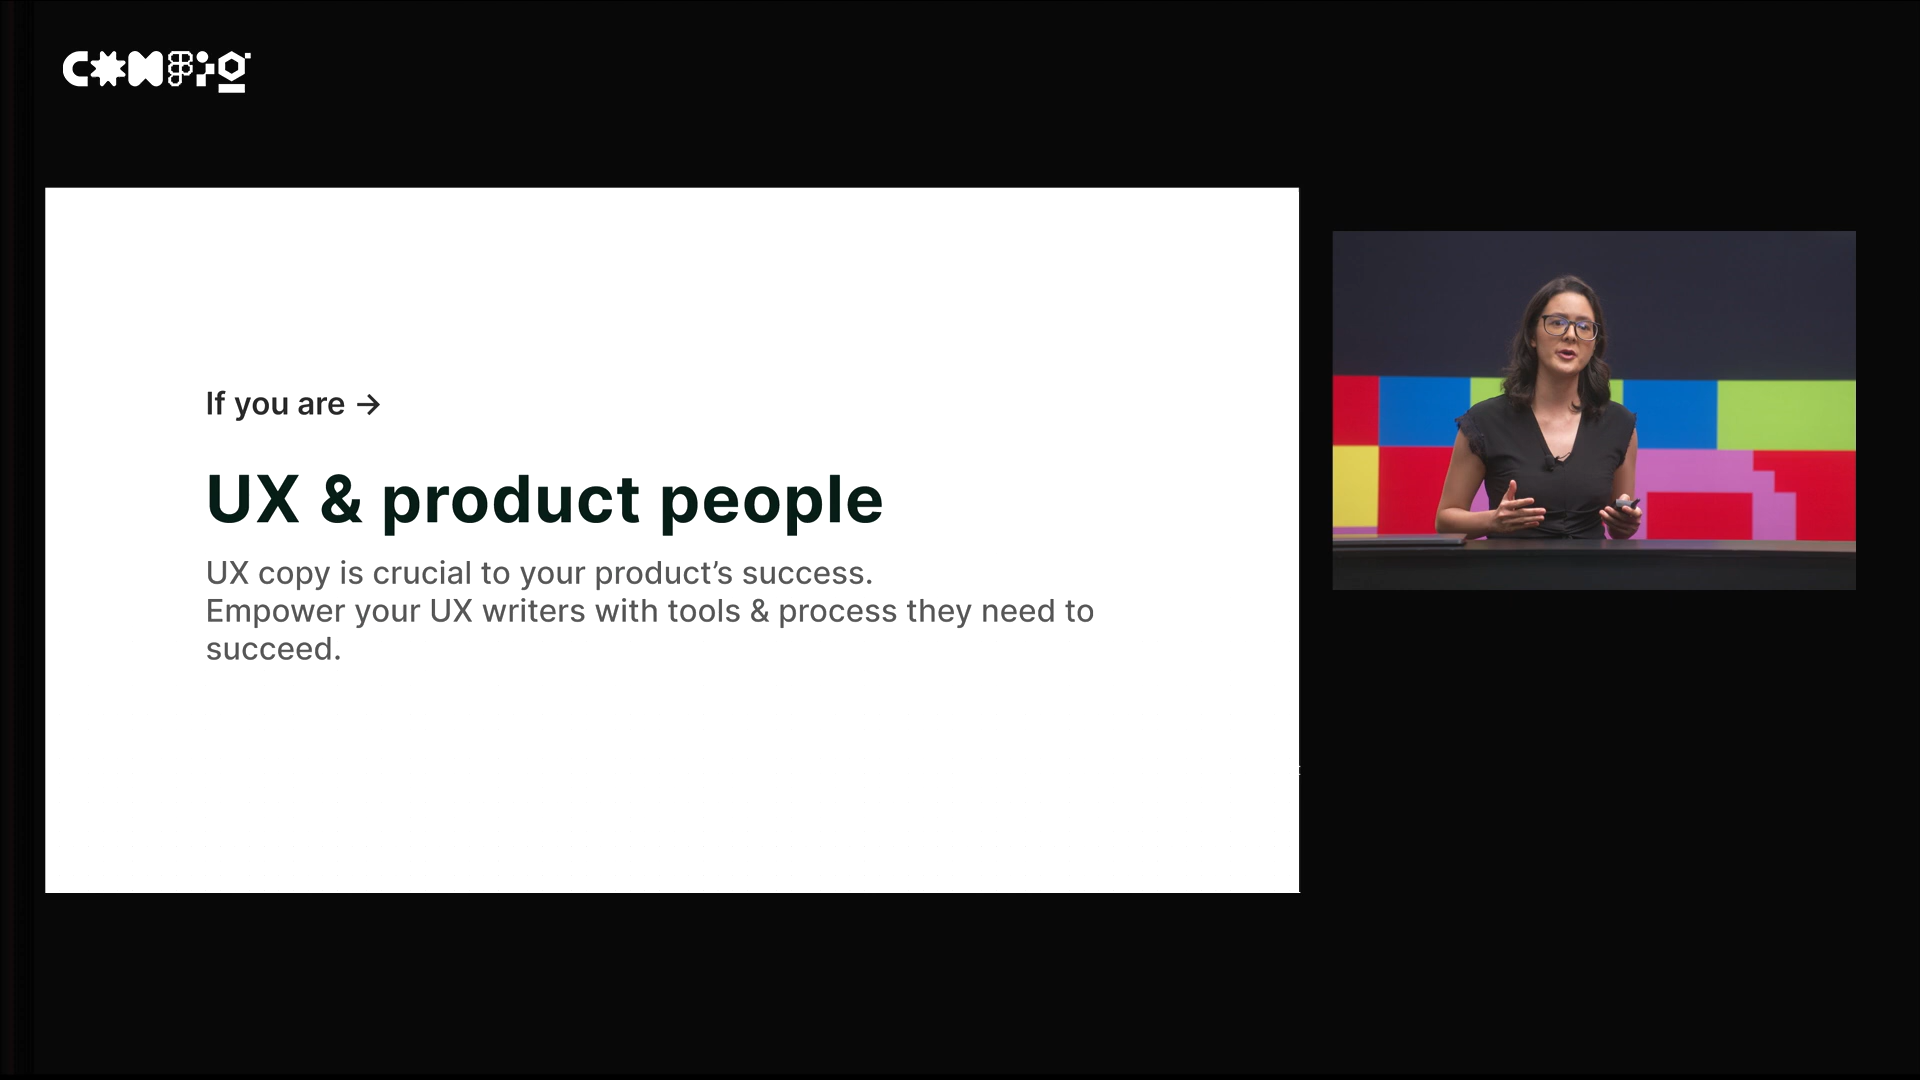 CONFIG
If you are →
UX & product people
UX copy is crucial to your product’s success.
Empower your UX writers with tools & process they need to
succeed.